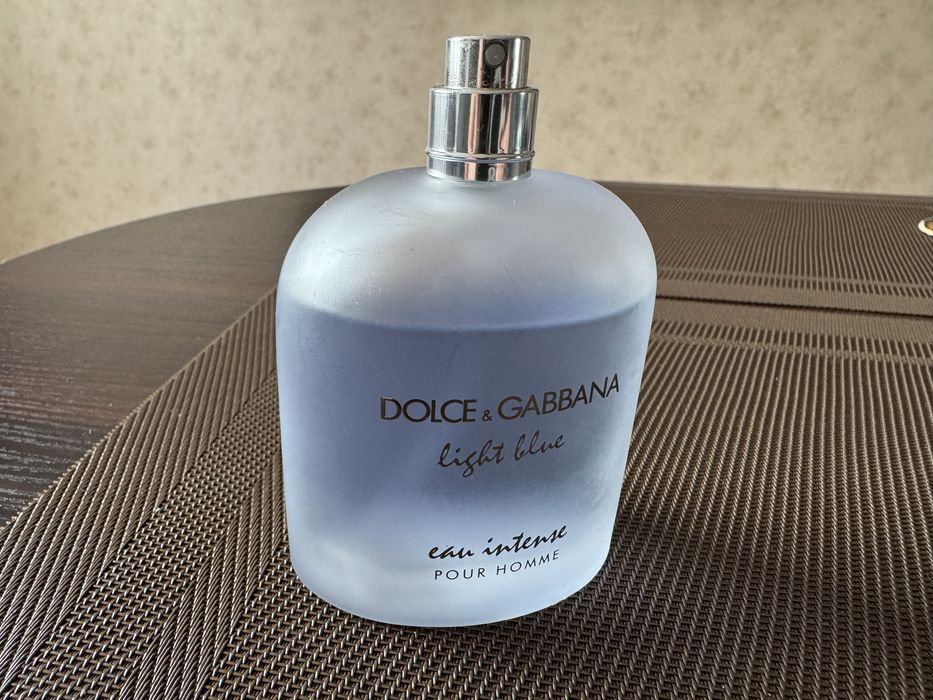 DOLCE & GABBANA
light blue
eau intense
POUR HOMME